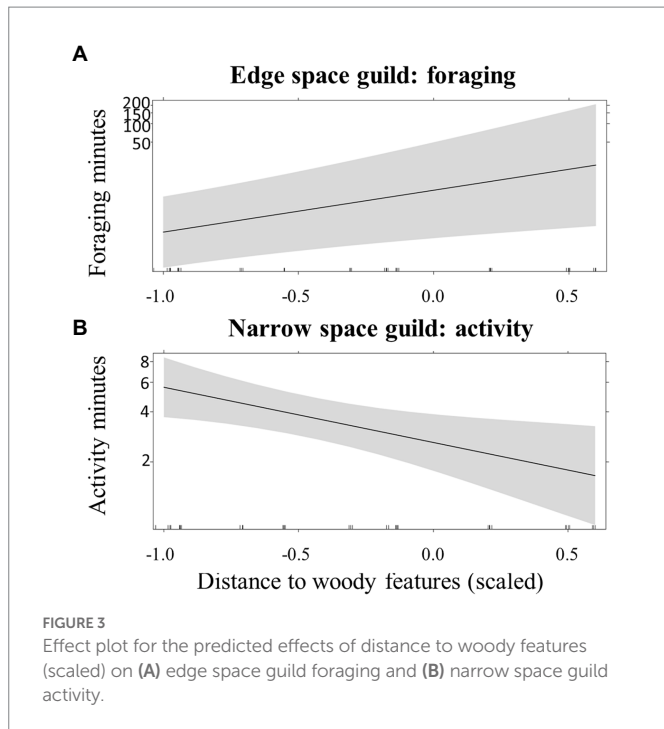 A
Edge space guild: foraging
Foraging minutes
200
150
100
50
-1.0 -0.5 0.0 0.5
B
Narrow space guild: activity
Activity minutes
8
6
4
2
-1.0 -0.5 0.0 0.5
Distance to woody features (scaled)
FIGURE 3
Effect plot for the predicted effects of distance to woody features
(scaled) on (A) edge space guild foraging and (B) narrow space guild
activity.